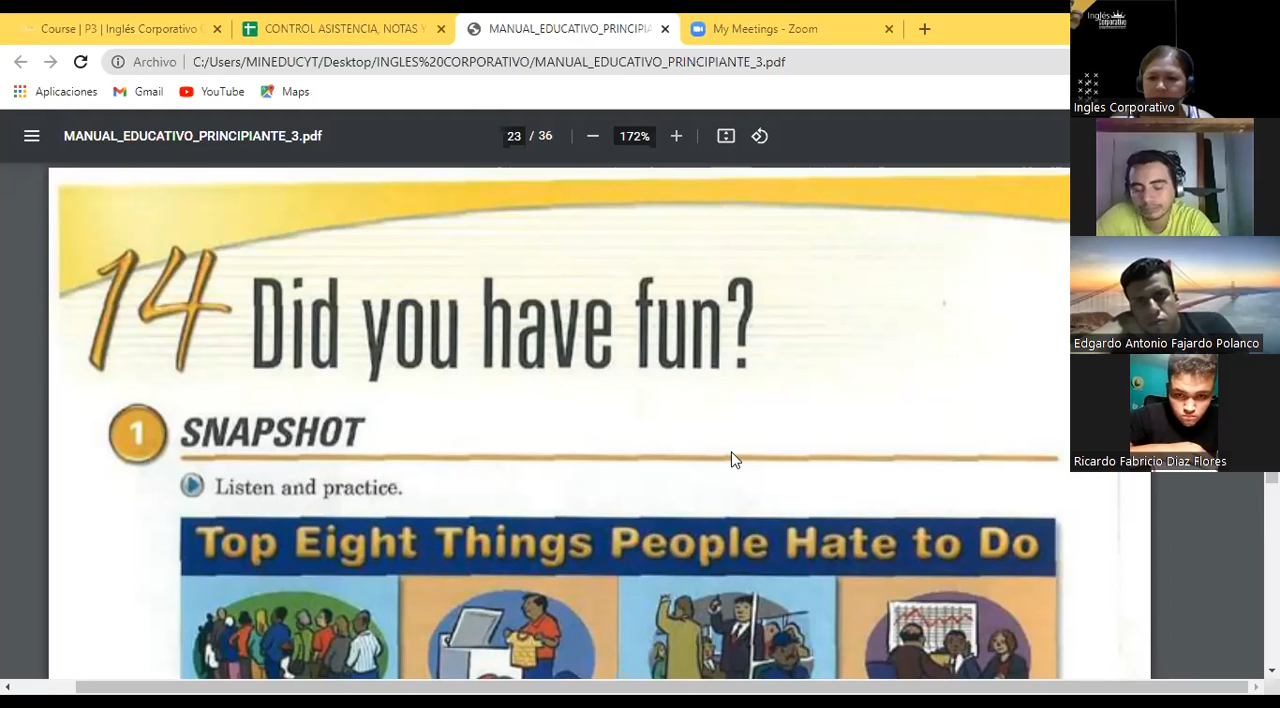 Course | P3 | Inglés Corporativo
CONTROL ASISTENCIA, NOTAS Y
MANUAL_EDUCATIVO_PRINCIPIA
My Meetings - Zoom
Archivo
C:/Users/MINEDUCYT/Desktop/INGLES%20CORPORATIVO/MANUAL_EDUCATIVO_PRINCIPIANTE_3.pdf
Aplicaciones
Gmail
YouTube
Maps
MANUAL_EDUCATIVO_PRINCIPIANTE_3.pdf
23 / 36
172%
14 Did you have fun?
1 SNAPSHOT
Listen and practice.
Top Eight Things People Hate to Do
Inglés
Corporativo
Ingles Corporativo
Edgardo Antonio Fajardo Polanco
Ricardo Fabricio Diaz Flores